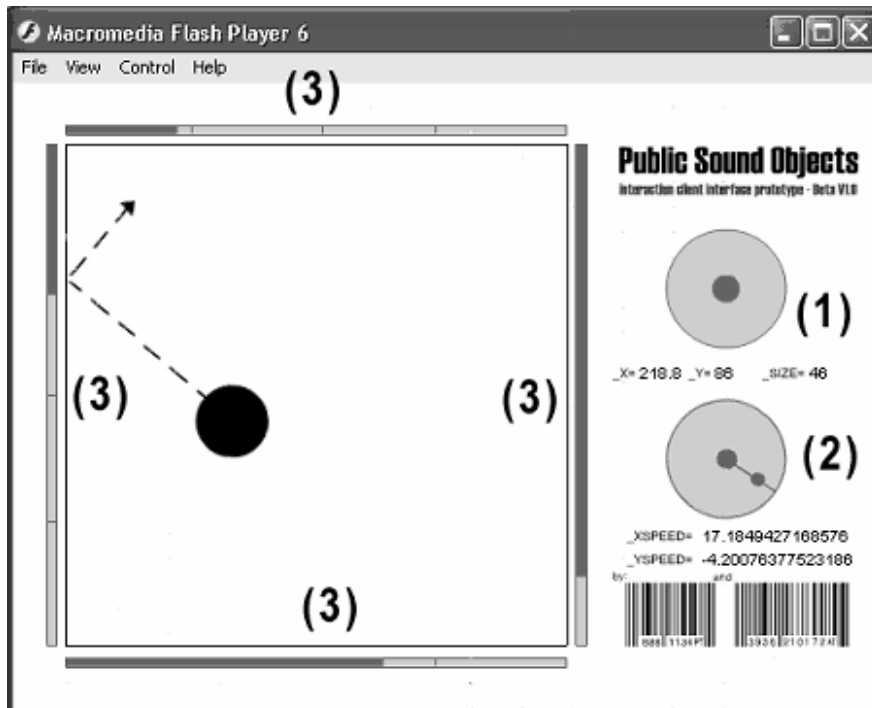 Macromedia Flash Player 6
File View Control Help
(3)
Public Sound Objects
interaction client interface prototype - Beta V1.0
(1)
_X= 218.8 _Y= 86 _SIZE= 46
(3)
(3)
(2)
_XSPEED= 17.1849427168576
_YSPEED= -4.20076377523186
by: and
(3)